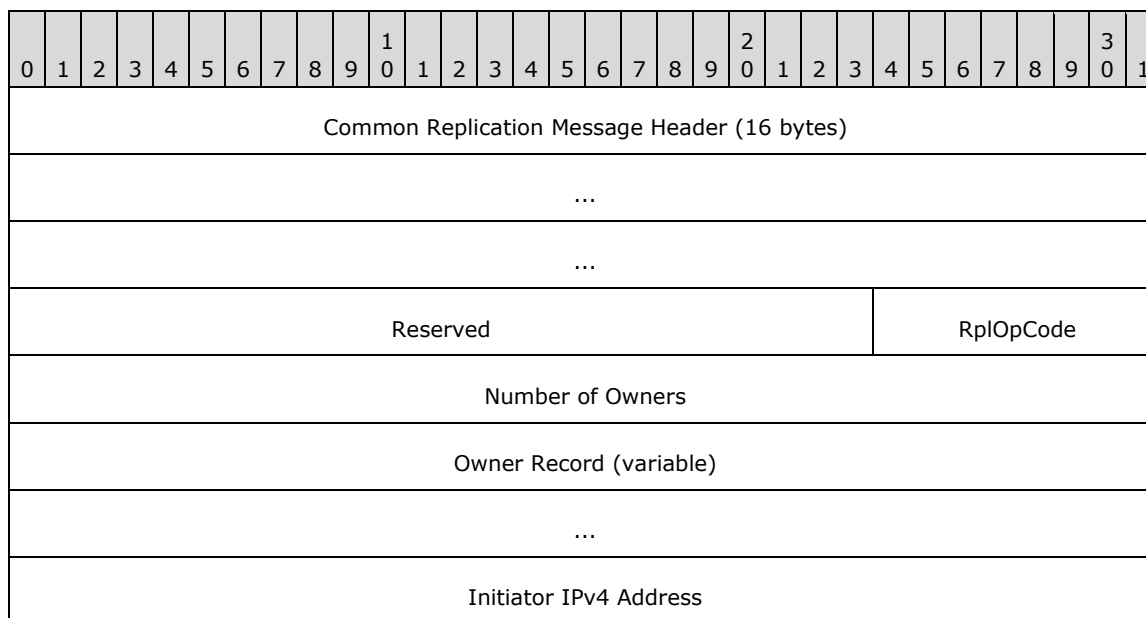 1 2 3
0 1 2 3 4 5 6 7 8 9 0 1 2 3 4 5 6 7 8 9 0 1 2 3 4 5 6 7 8 9 0 1
Common Replication Message Header (16 bytes)
...
...
Reserved RplOpCode
Number of Owners
Owner Record (variable)
...
Initiator IPv4 Address